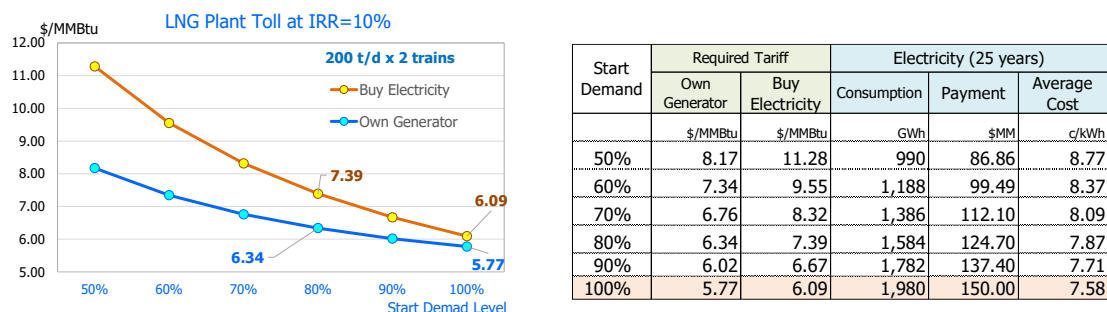 $/MMBtu
LNG Plant Toll at IRR=10%
12.00
11.00
10.00
9.00
8.00
7.00
6.00
5.00
200 t/d x 2 trains
Buy Electricity
Own Generator
7.39
6.09
6.34
5.77
50% 60% 70% 80% 90% 100%
Start Demad Level
Start Demand Required Tariff Electricity (25 years)
Own Generator Buy Electricity Consumption Payment Average Cost
$/MMBtu $/MMBtu GWh $MM c/kWh
50% 8.17 11.28 990 86.86 8.77
60% 7.34 9.55 1,188 99.49 8.37
70% 6.76 8.32 1,386 112.10 8.09
80% 6.34 7.39 1,584 124.70 7.87
90% 6.02 6.67 1,782 137.40 7.71
100% 5.77 6.09 1,980 150.00 7.58